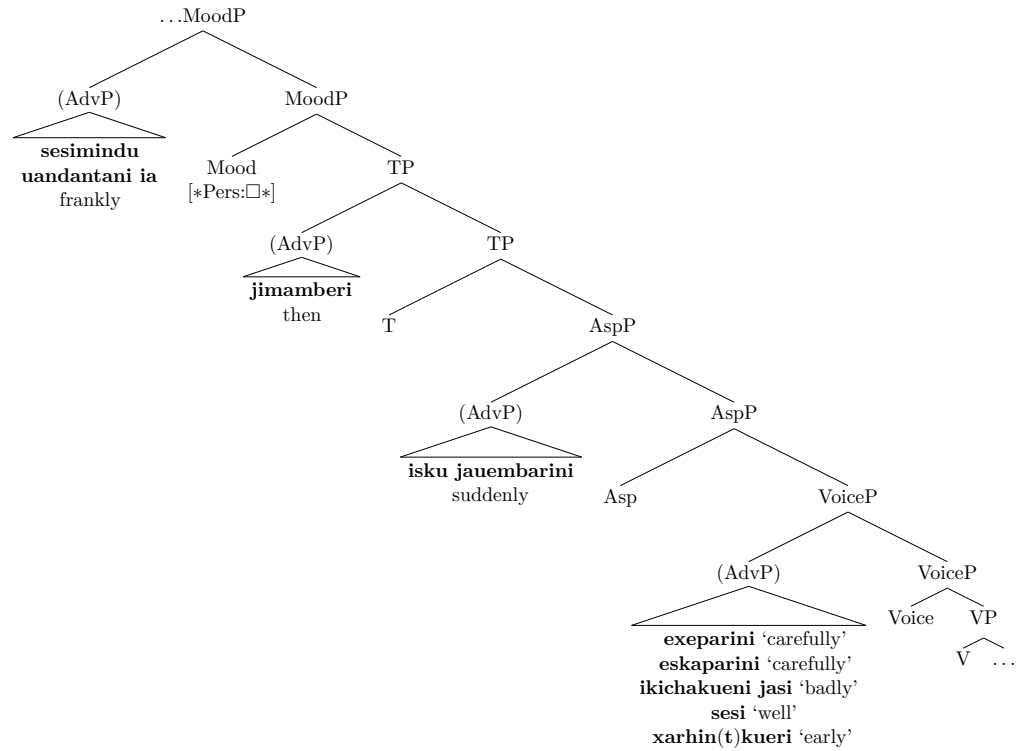 ...MoodP
(AdvP) MoodP
sesimindu
uandantani ia
frankly
Mood TP
[∗Pers:□∗]
(AdvP) TP
jimamberi
then
T AspP
(AdvP) AspP
isku jauembarini
suddenly
Asp VoiceP
(AdvP) VoiceP
exeparini ‘carefully’
eskaparini ‘carefully’
ikichakueni jasi ‘badly’
sesi ‘well’
xarhin(t)kueri ‘early’
Voice VP
V ...